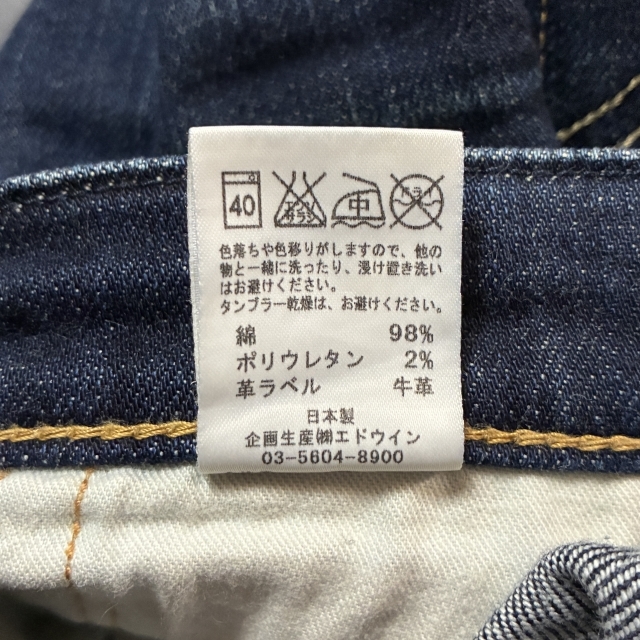 40 エンソサラシ 中 ドライ
色落ちや色移りがしますので、他の
物と一緒に洗ったり、浸け置き洗い
はお避けください。
タンブラー乾燥は、お避けください。
綿 98%
ポリウレタン 2%
革ラベル 牛革
日本製
企画生産㈱エドウイン
03-5604-8900